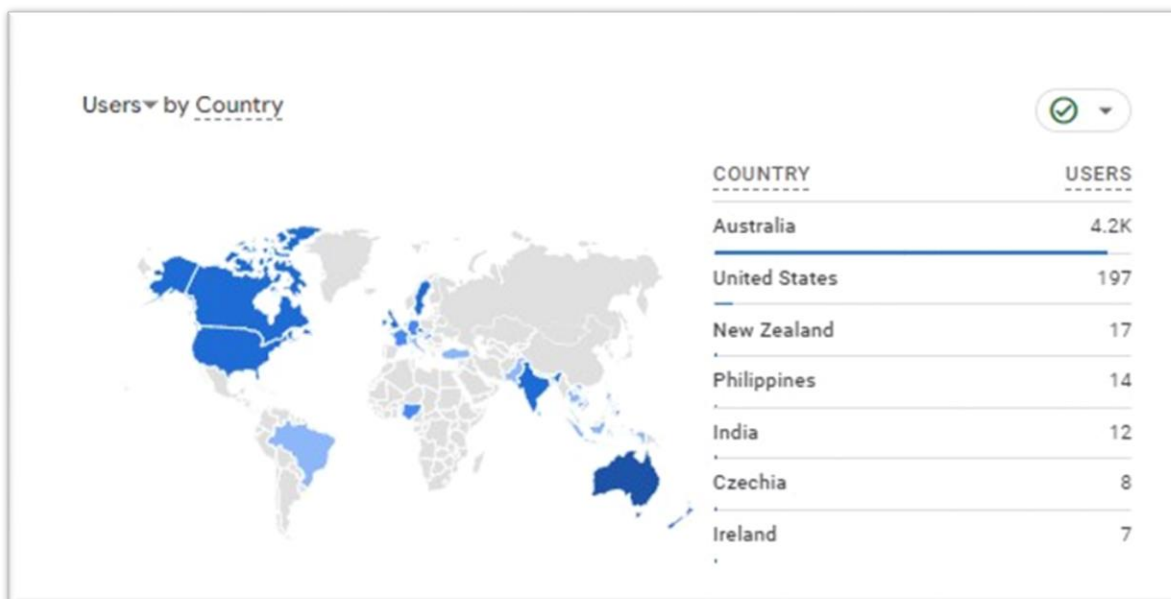 Users by Country
COUNTRY USERS
Australia 4.2K
United States 197
New Zealand 17
Philippines 14
India 12
Czechia 8
Ireland 7